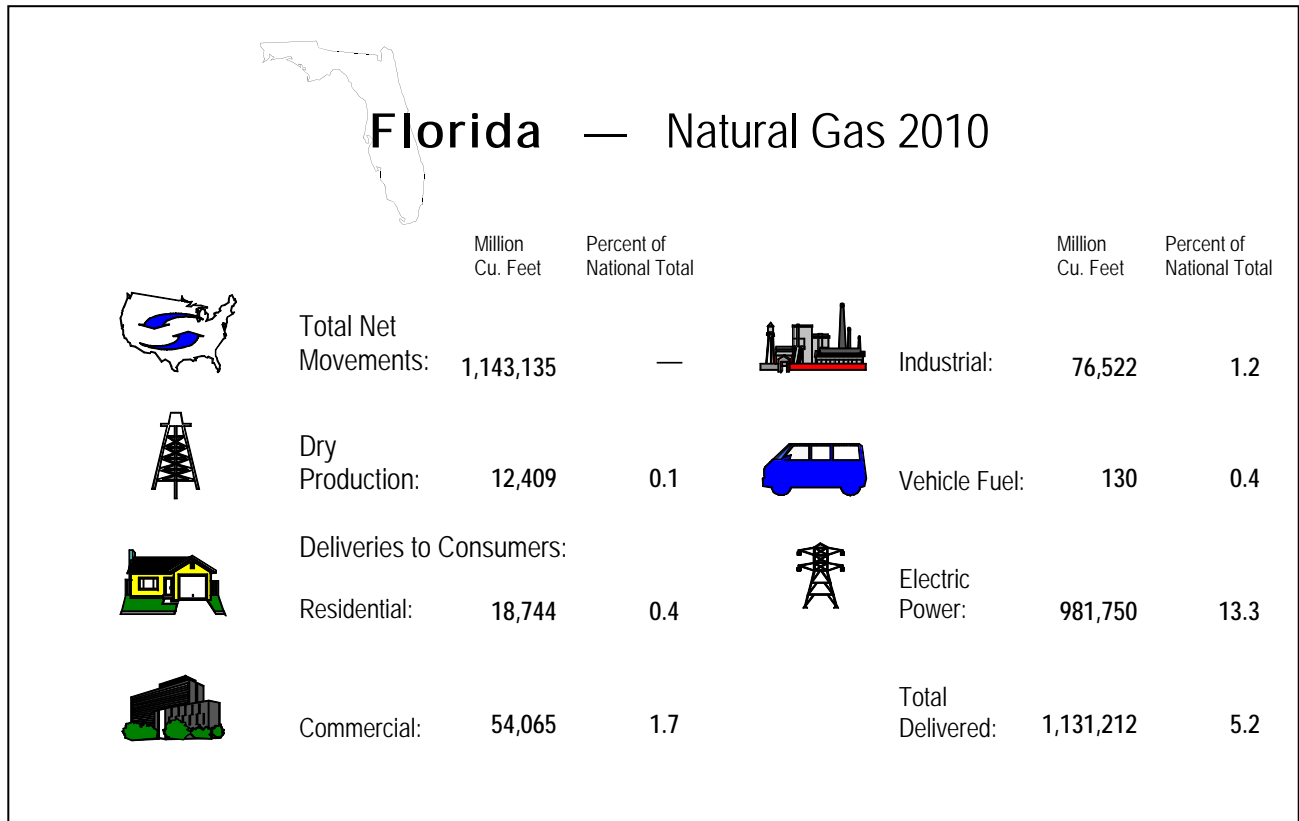 Florida — Natural Gas 2010
Million
Cu. Feet
Percent of
National Total
Total Net
Movements: 1,143,135 —
Dry
Production: 12,409 0.1
Deliveries to Consumers:
Residential: 18,744 0.4
Commercial: 54,065 1.7
Million
Cu. Feet
Percent of
National Total
Industrial: 76,522 1.2
Vehicle Fuel: 130 0.4
Electric
Power: 981,750 13.3
Total
Delivered: 1,131,212 5.2